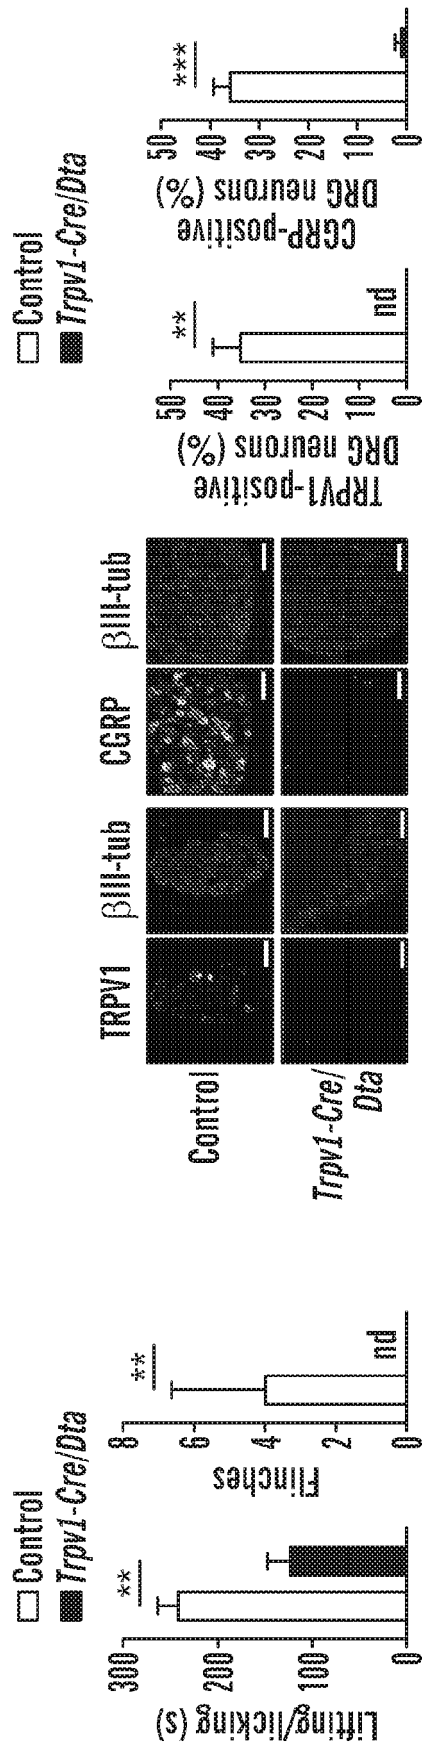 Control
Trpv1-Cre/Dta
Lifting/licking (s)
300
200
100
0
**
Flinches
8
6
4
2
0
**
nd
TRPV1
βIII-tub
CGRP
βIII-tub
Control
Trpv1-Cre/
Dta
Control
Trpv1-Cre/Dta
TRPV1-positive
DRG neurons (%)
50
40
30
20
10
0
**
nd
CGRP-positive
DRG neurons (%)
50
40
30
20
10
0
***